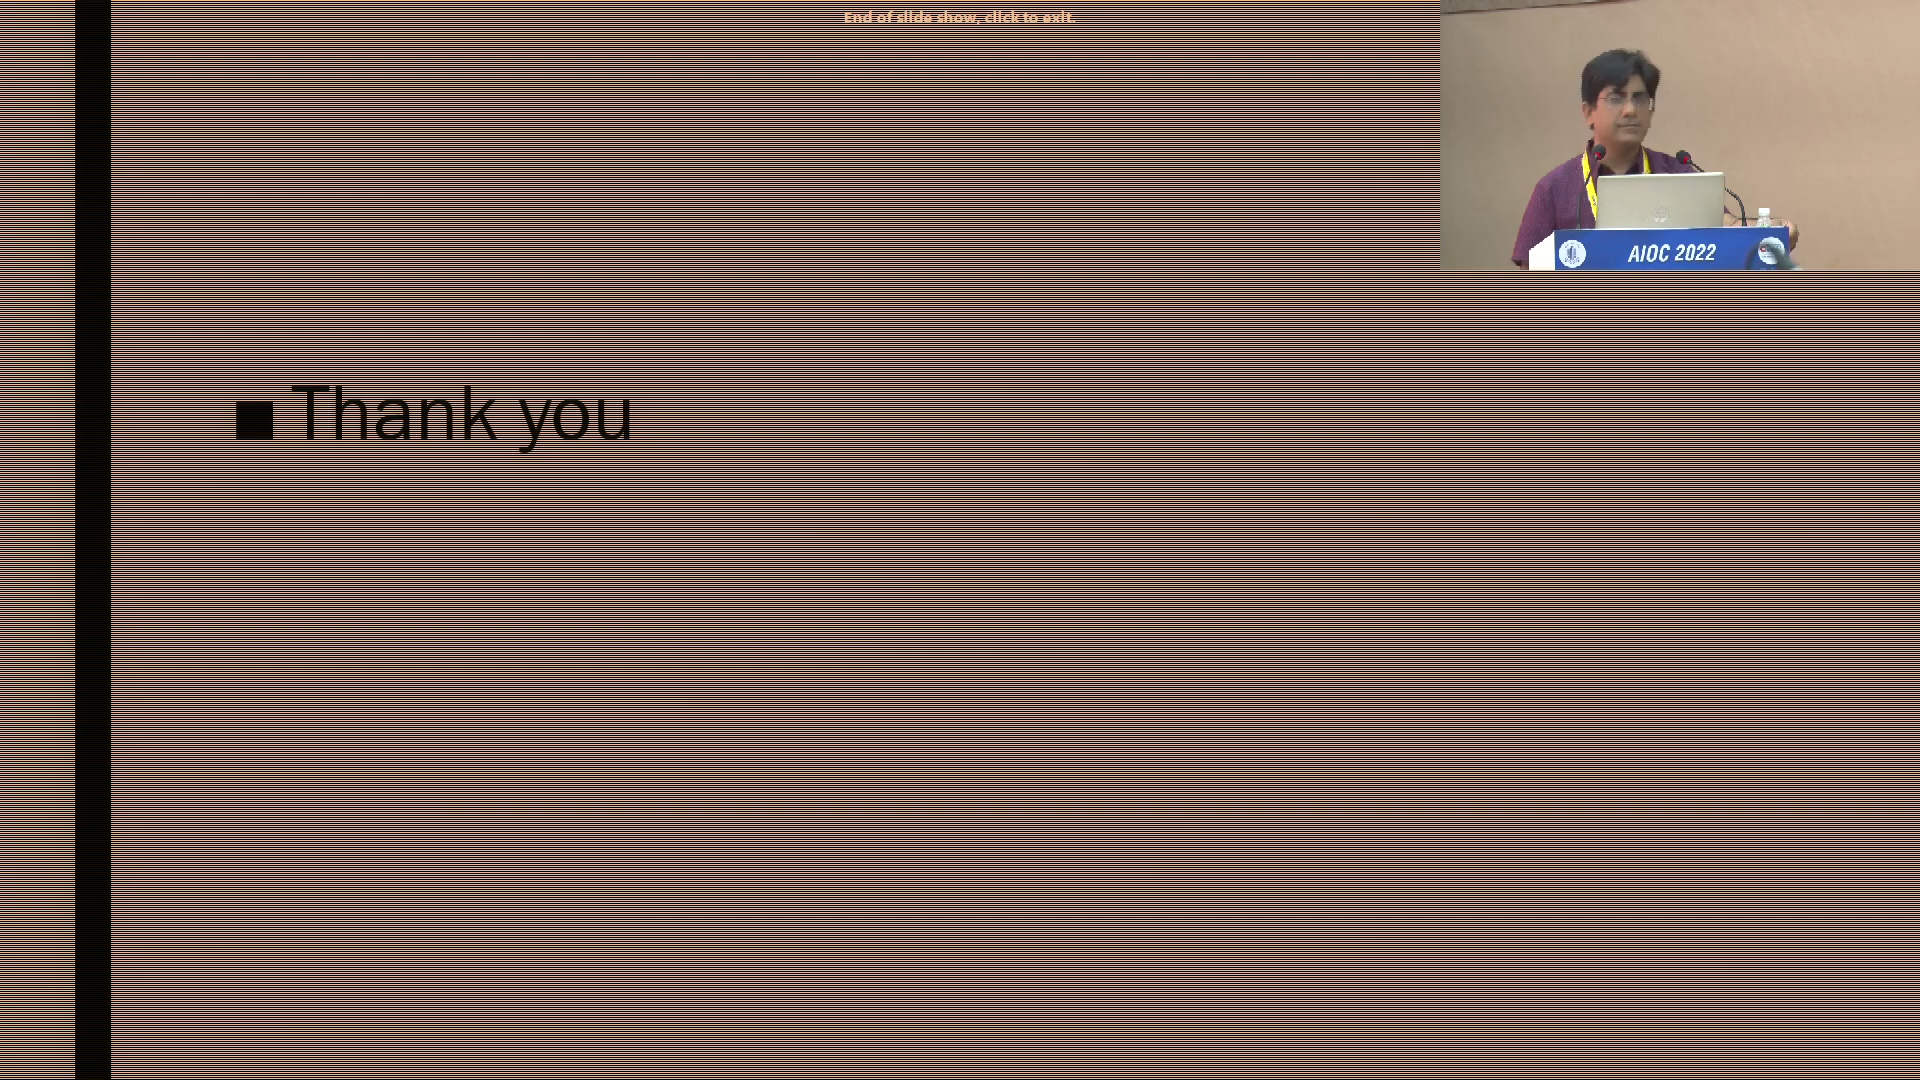 End of slide show, click to exit.
AIOC 2022
■ Thank you